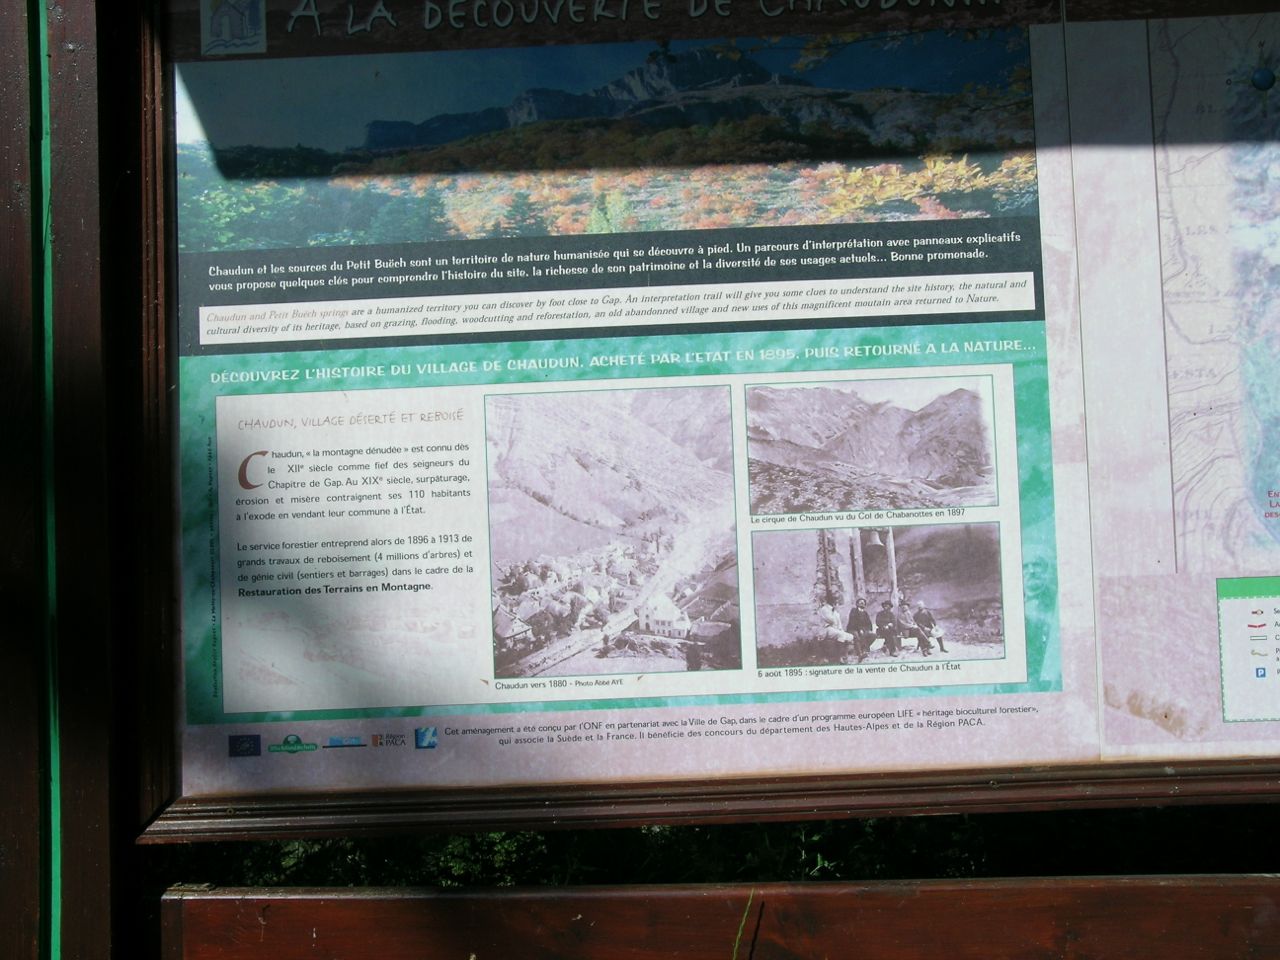 A LA DÉCOUVERTE DE CHAUDUN...
Chaudun et les sources du Petit Buëch sont un territoire de nature humanisée qui se découvre à pied. Un parcours d'interprétation avec panneaux explicatifs
vous propose quelques clés pour comprendre l'histoire du site, la richesse de son patrimoine et la diversité de ses usages actuels... Bonne promenade.
Chaudun and Petit Buëch springs are a humanized territory you can discover by foot close to Gap. An interpretation trail will give you some clues to understand the site history, the natural and
cultural diversity of its heritage, based on grazing, flooding, woodcutting and reforestation, an old abandoned village and new uses of this magnificent moutain area returned to Nature.
DÉCOUVREZ L'HISTOIRE DU VILLAGE DE CHAUDUN, ACHETÉ PAR L'ETAT EN 1895, PUIS RETOURNÉ A LA NATURE...
CHAUDUN, VILLAGE DÉSERTÉ ET REBOISÉ
Chaudun, « la montagne dénudée » est connu dès
le XIIe siècle comme fief des seigneurs du
Chapitre de Gap. Au XIXe siècle, surpâturage,
érosion et misère contraignent ses 110 habitants
à l'exode en vendant leur commune à l'État.
Le service forestier entreprend alors de 1896 à 1913 de
grands travaux de reboisement (4 millions d'arbres) et
de génie civil (sentiers et barrages) dans le cadre de la
Restauration des Terrains en Montagne.
Chaudun vers 1880 - Photo Abbé AYE
Le cirque de Chaudun vu du Col de Chabanottes en 1897
6 août 1895 : signature de la vente de Chaudun à l'État
Région
PACA
Cet aménagement a été conçu par l'ONF en partenariat avec la Ville de Gap, dans le cadre d'un programme européen LIFE « héritage bioculturel forestier»,
qui associe la Suède et la France. Il bénéficie des concours du département des Hautes-Alpes et de la Région PACA.
P